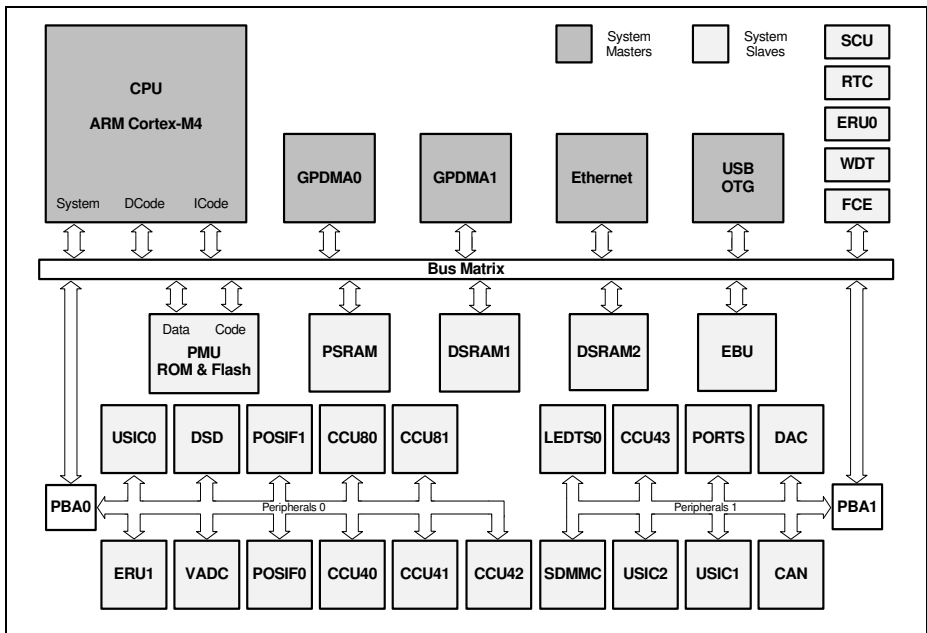 CPU
ARM Cortex-M4
System DCode ICode
System
Masters
System
Slaves
SCU
RTC
ERU0
WDT
FCE
GPDMA0
GPDMA1
Ethernet
USB
OTG
Bus Matrix
Data Code
PMU
ROM & Flash
PSRAM
DSRAM1
DSRAM2
EBU
USIC0
DSD
POSIF1
CCU80
CCU81
LEDTS0
CCU43
PORTS
DAC
PBA0
Peripherals 0
Peripherals 1
PBA1
ERU1
VADC
POSIF0
CCU40
CCU41
CCU42
SDMMC
USIC2
USIC1
CAN